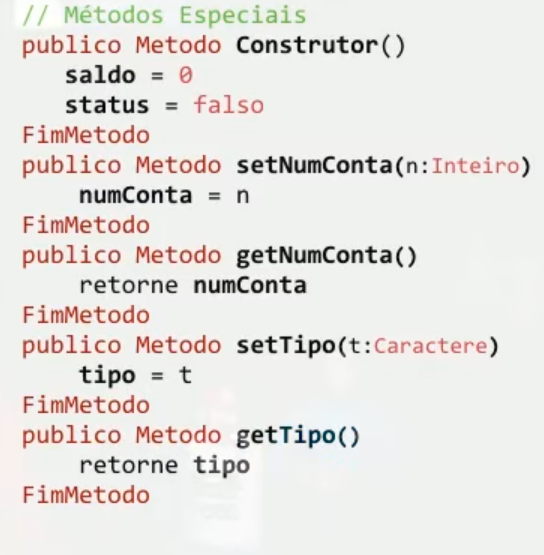 // Métodos Especiais
publico Metodo Construtor()
saldo = 0
status = falso
FimMetodo
publico Metodo setNumConta(n:Inteiro)
numConta = n
FimMetodo
publico Metodo getNumConta()
retorne numConta
FimMetodo
publico Metodo setTipo(t:Caractere)
tipo = t
FimMetodo
publico Metodo getTipo()
retorne tipo
FimMetodo